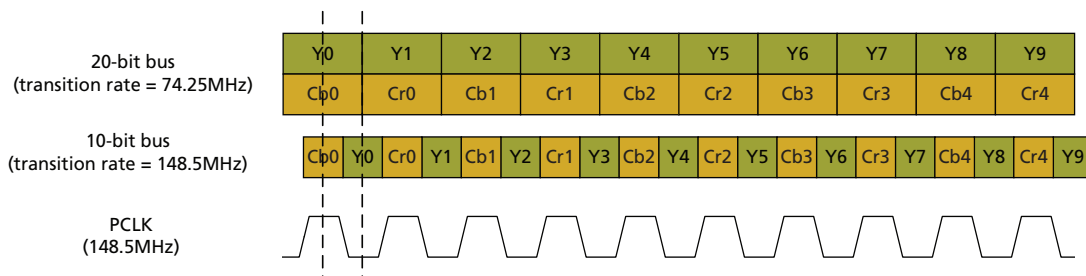 20-bit bus
(transition rate = 74.25MHz)
Y0 Y1 Y2 Y3 Y4 Y5 Y6 Y7 Y8 Y9
Cb0 Cr0 Cb1 Cr1 Cb2 Cr2 Cb3 Cr3 Cb4 Cr4
10-bit bus
(transition rate = 148.5MHz)
Cb0 Y0 Cr0 Y1 Cb1 Y2 Cr1 Y3 Cb2 Y4 Cr2 Y5 Cb3 Y6 Cr3 Y7 Cb4 Y8 Cr4 Y9
PCLK
(148.5MHz)